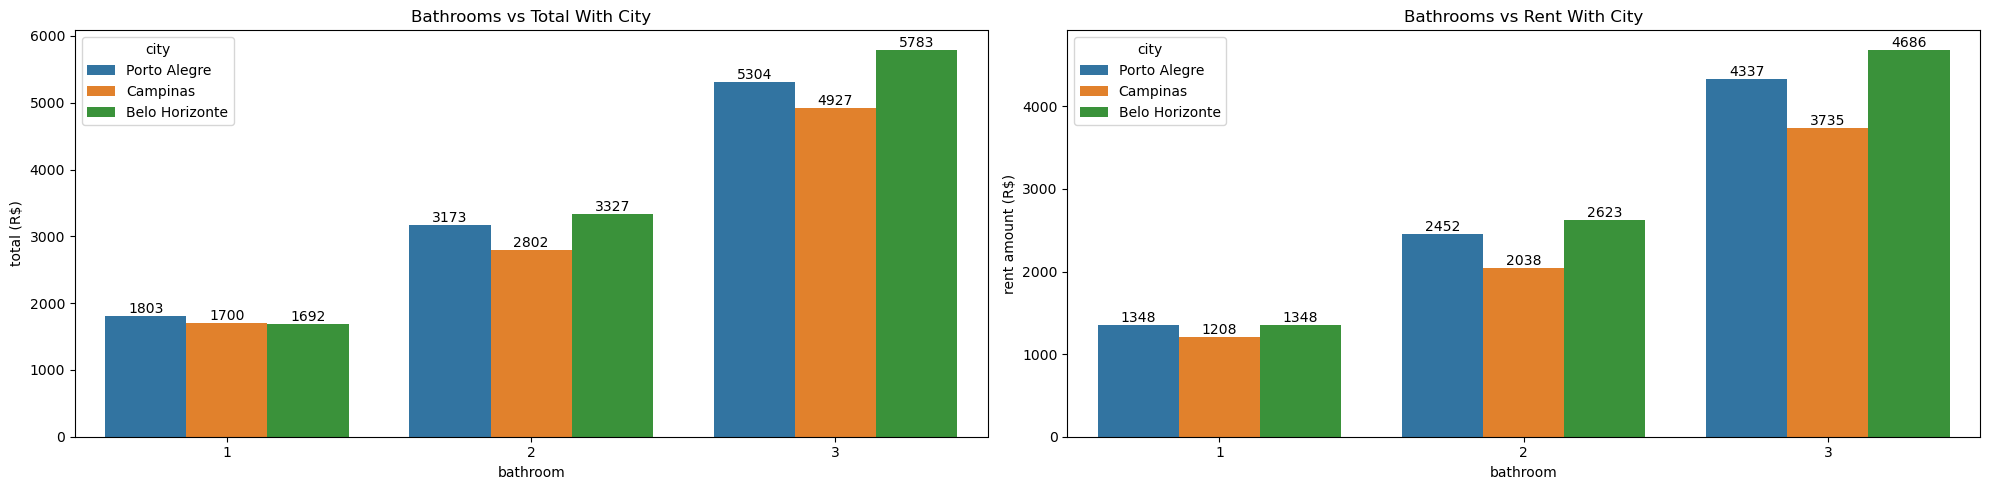 Bathrooms vs Total With City
city
Porto Alegre
Campinas
Belo Horizonte
total (R$)
6000
5000
4000
3000
2000
1000
0
1803
1700
1692
3173
2802
3327
5304
4927
5783
1
2
3
bathroom
Bathrooms vs Rent With City
city
Porto Alegre
Campinas
Belo Horizonte
rent amount (R$)
4000
3000
2000
1000
0
1348
1208
1348
2452
2038
2623
4337
3735
4686
1
2
3
bathroom